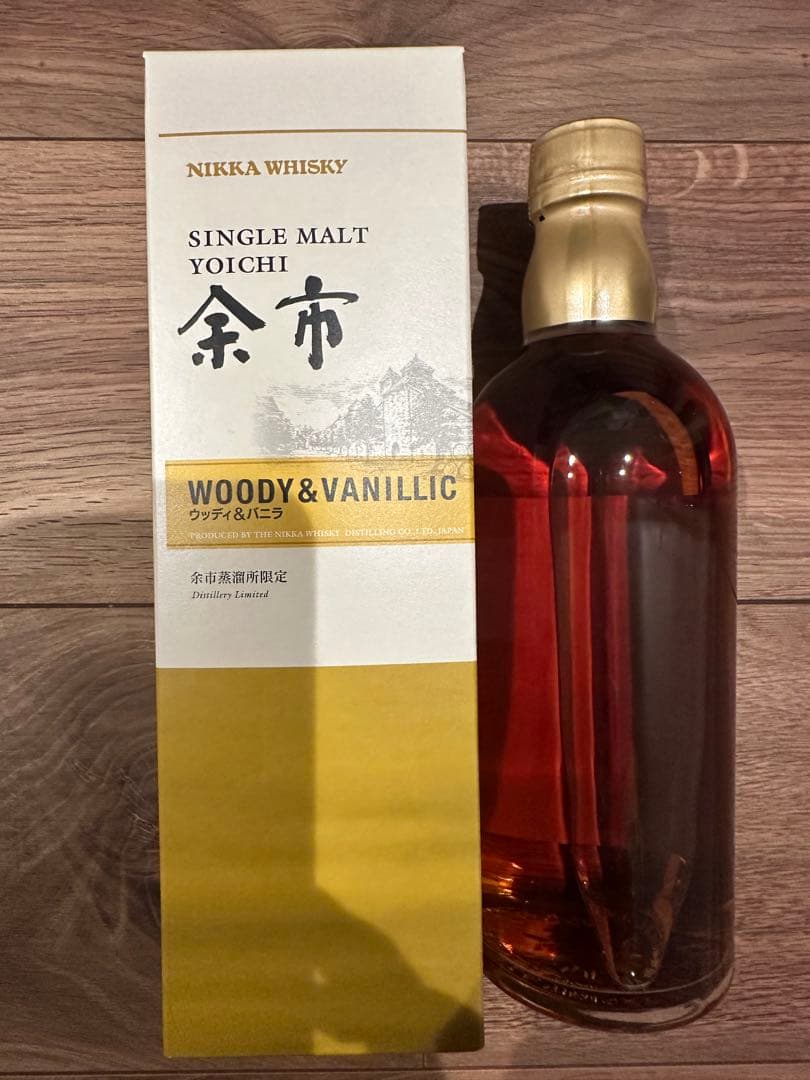 NIKKA WHISKY
SINGLE MALT
YOICHI
余市
WOODY&VANILLIC
ウッディ&バニラ
PRODUCED BY THE NIKKA WHISKY DISTILLING CO., LTD. JAPAN
余市蒸溜所限定
Distillery Limited